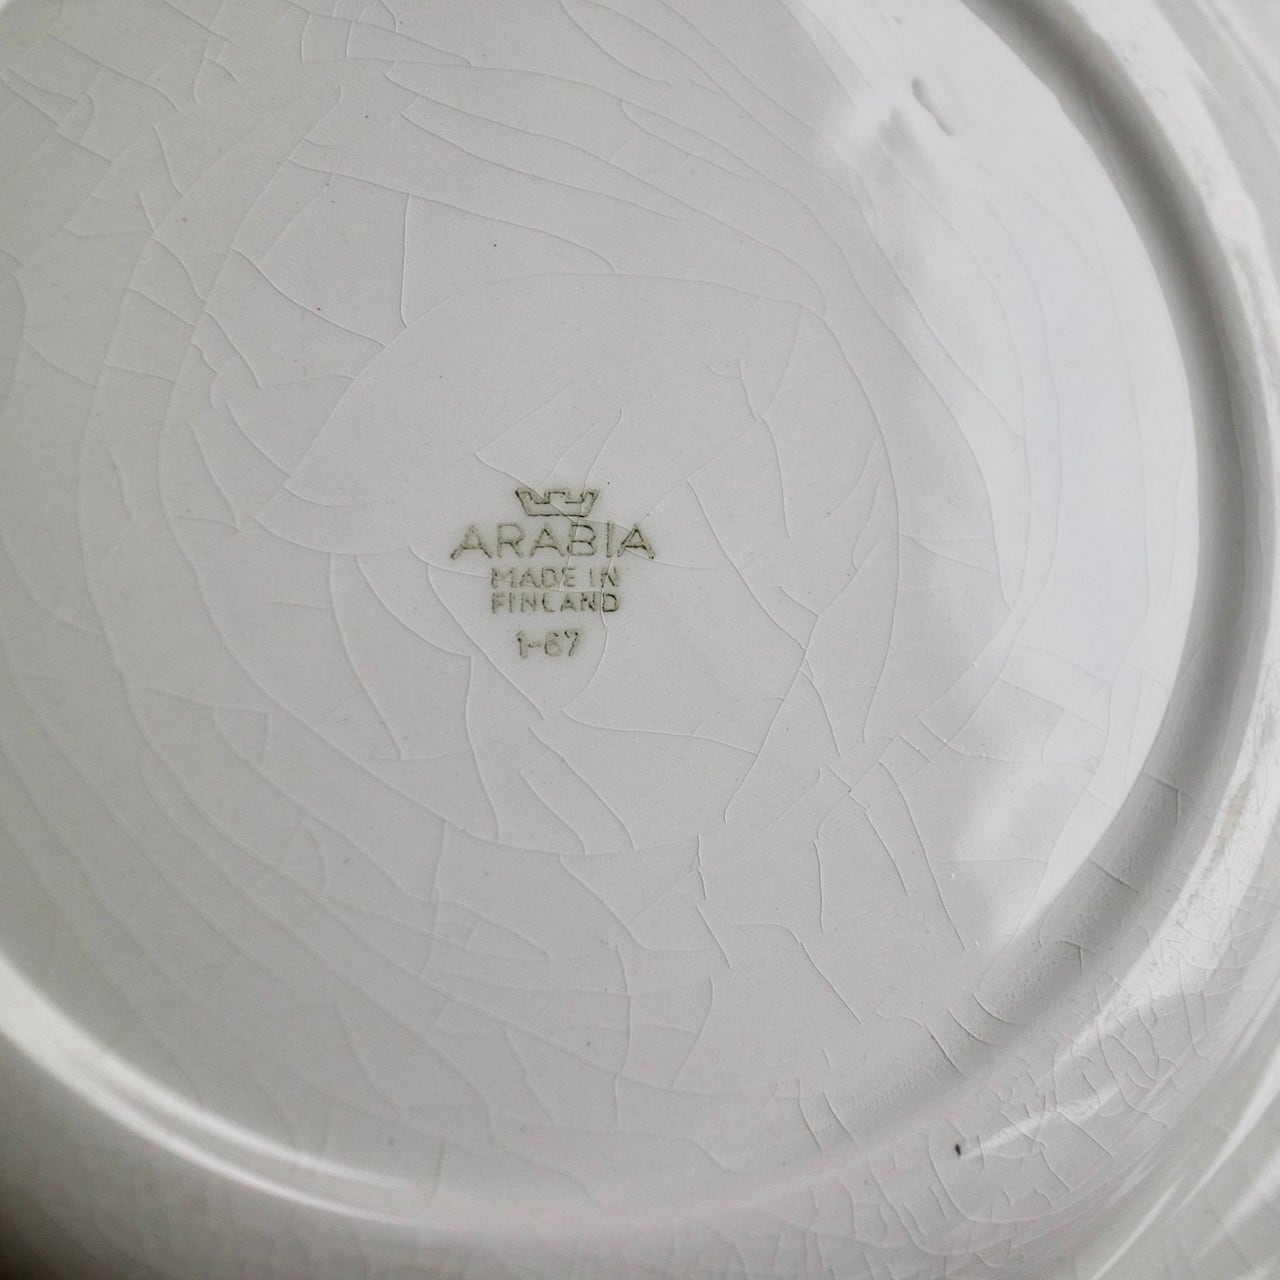 ARABIA
MADE IN
FINLAND
1-67